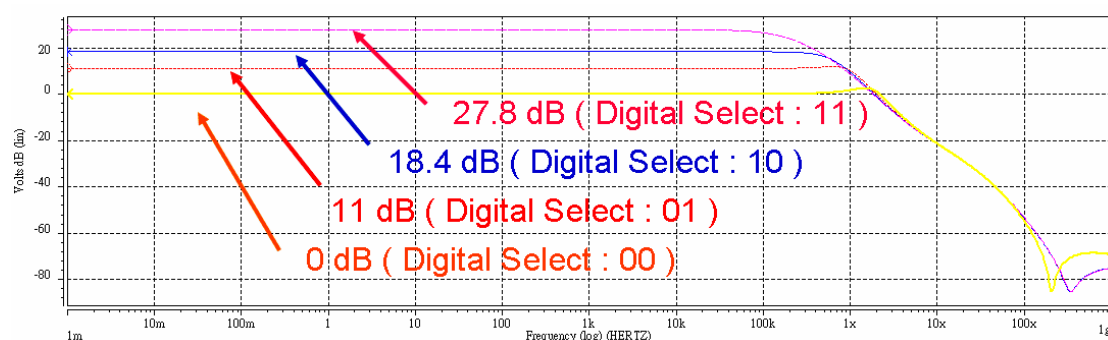 20
0
-20
-40
-60
-80
Volts dB (lin)
27.8 dB ( Digital Select : 11 )
18.4 dB ( Digital Select : 10 )
11 dB ( Digital Select : 01 )
0 dB ( Digital Select : 00 )
1m 10m 100m 1 10 100 1k 10k 100k 1x 10x 100x 1g
Frequency (log) (HERTZ)